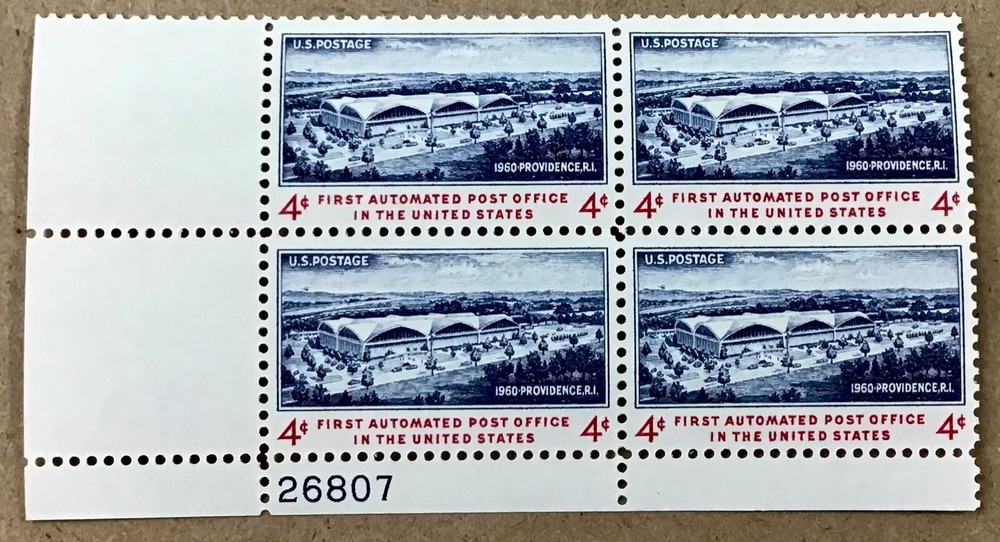 U.S.POSTAGE
1960·PROVIDENCE,R.I.
4¢ FIRST AUTOMATED POST OFFICE 4¢
IN THE UNITED STATES
U.S.POSTAGE
1960·PROVIDENCE,R.I.
4¢ FIRST AUTOMATED POST OFFICE 4¢
IN THE UNITED STATES
U.S.POSTAGE
1960·PROVIDENCE,R.I.
4¢ FIRST AUTOMATED POST OFFICE 4¢
IN THE UNITED STATES
U.S.POSTAGE
1960·PROVIDENCE,R.I.
4¢ FIRST AUTOMATED POST OFFICE 4¢
IN THE UNITED STATES
26807